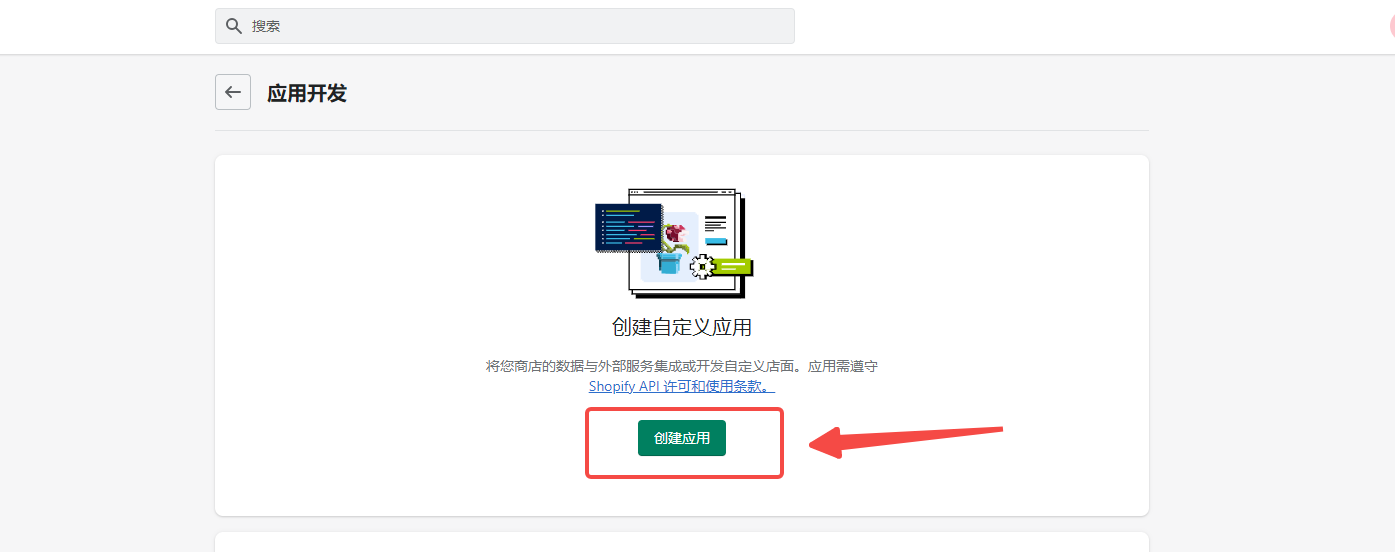 搜索
应用开发
创建自定义应用
将您商店的数据与外部服务集成或开发自定义店面。应用需遵守
Shopify API 许可和使用条款。
创建应用